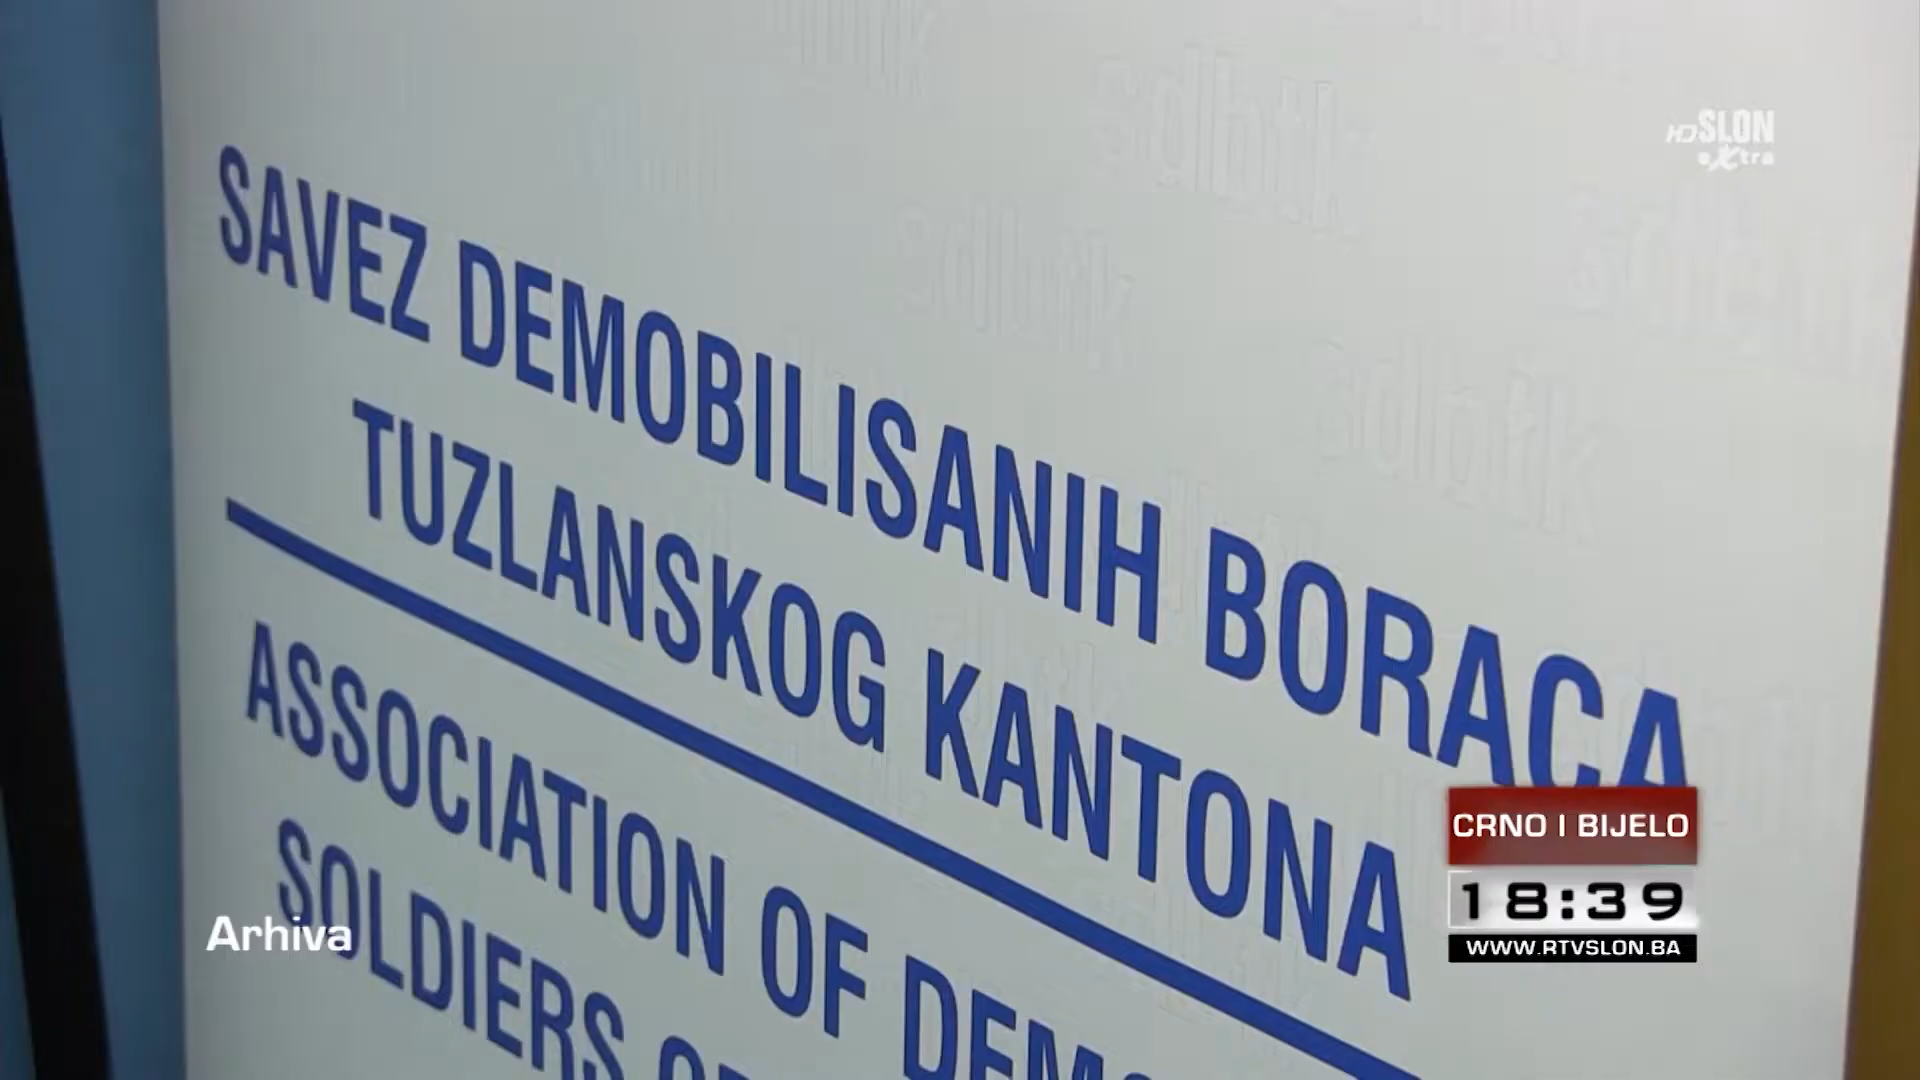 HD SLON
extra
SAVEZ DEMOBILISANIH BORACA
TUZLANSKOG KANTONA
ASSOCIATION OF
SOLDIERS
Arhiva
CRNO I BIJELO
18:39
WWW.RTVSLON.BA